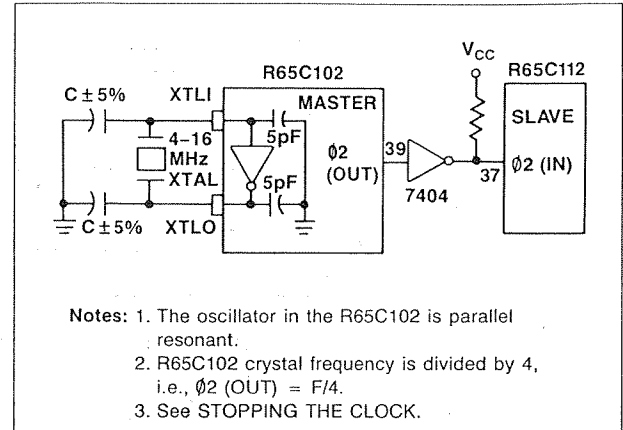 V_CC
R65C102
R65C112
C ± 5%
XTLI
MASTER
SLAVE
4–16
MHz
XTAL
5pF
5pF
Ø2
(OUT)
39
7404
37
Ø2 (IN)
C ± 5%
XTLO
Notes: 1. The oscillator in the R65C102 is parallel
resonant.
2. R65C102 crystal frequency is divided by 4,
i.e., Ø2 (OUT) = F/4.
3. See STOPPING THE CLOCK.